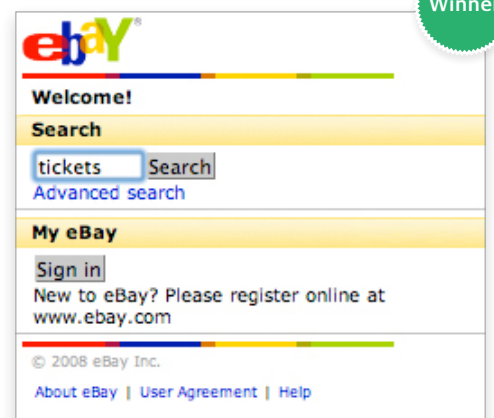 Winner
ebaY®
Welcome!
Search
tickets Search
Advanced search
My eBay
Sign in
New to eBay? Please register online at
www.ebay.com
© 2008 eBay Inc.
About eBay | User Agreement | Help